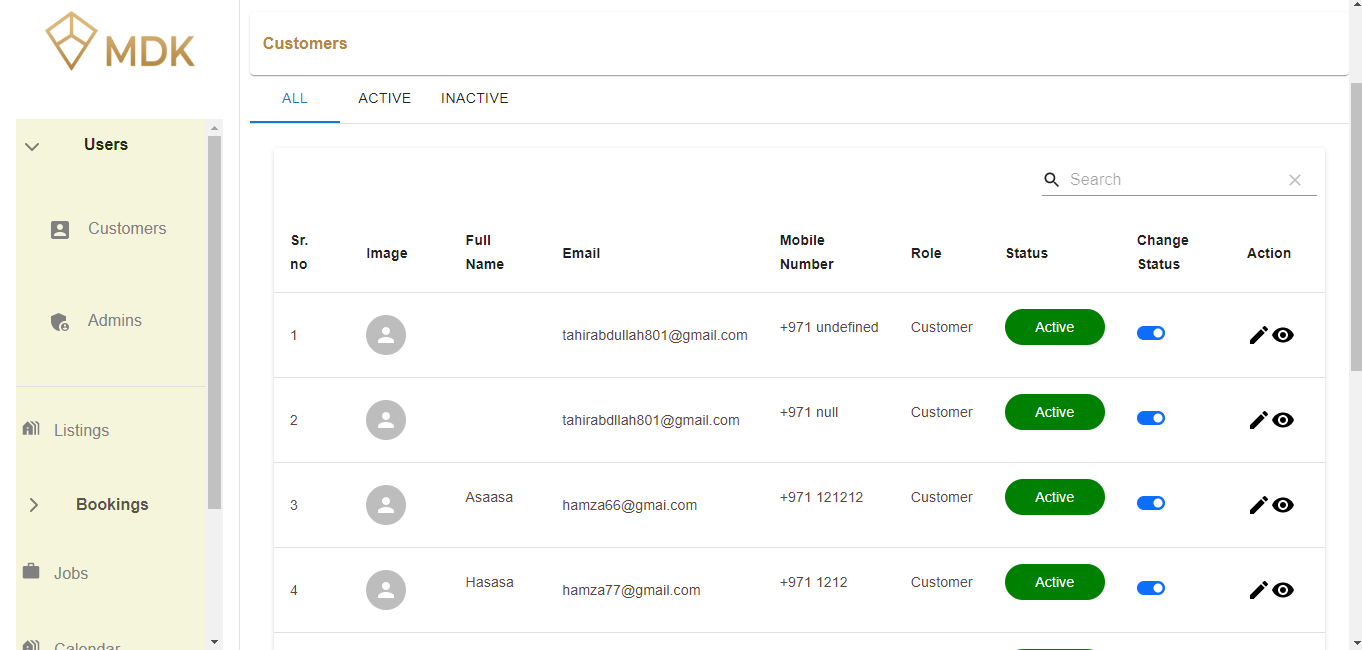 MDK
Customers
ALL ACTIVE INACTIVE
Users
Customers
Admins
Listings
Bookings
Jobs
Calendar
Search
Sr. no Image Full Name Email Mobile Number Role Status Change Status Action
1 tahirabdullah801@gmail.com +971 undefined Customer Active
2 tahirabdllah801@gmail.com +971 null Customer Active
3 Asaasa hamza66@gmai.com +971 121212 Customer Active
4 Hasasa hamza77@gmail.com +971 1212 Customer Active